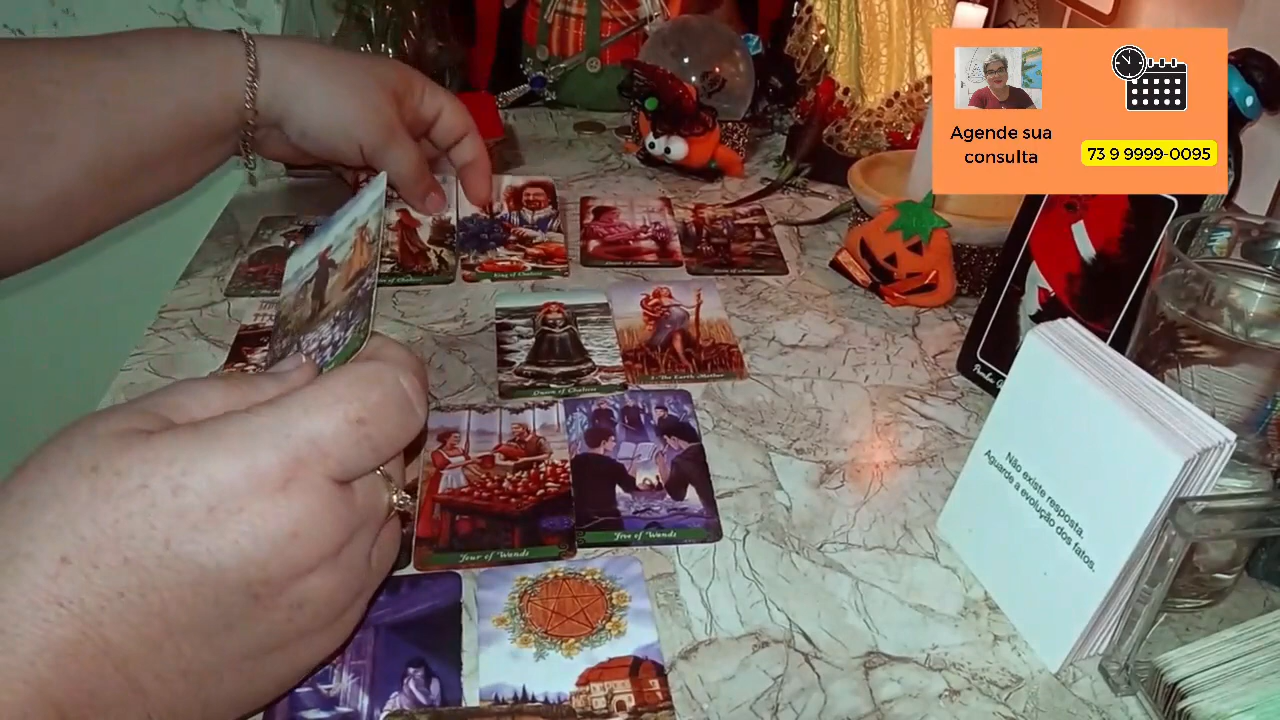 Agende sua
consulta
73 9 9999-0095
King of Chalices
Queen of Chalices
1-The Earth Mother
Four of Wands
Five of Wands
Não existe resposta.
Aguarde a evolução dos fatos.